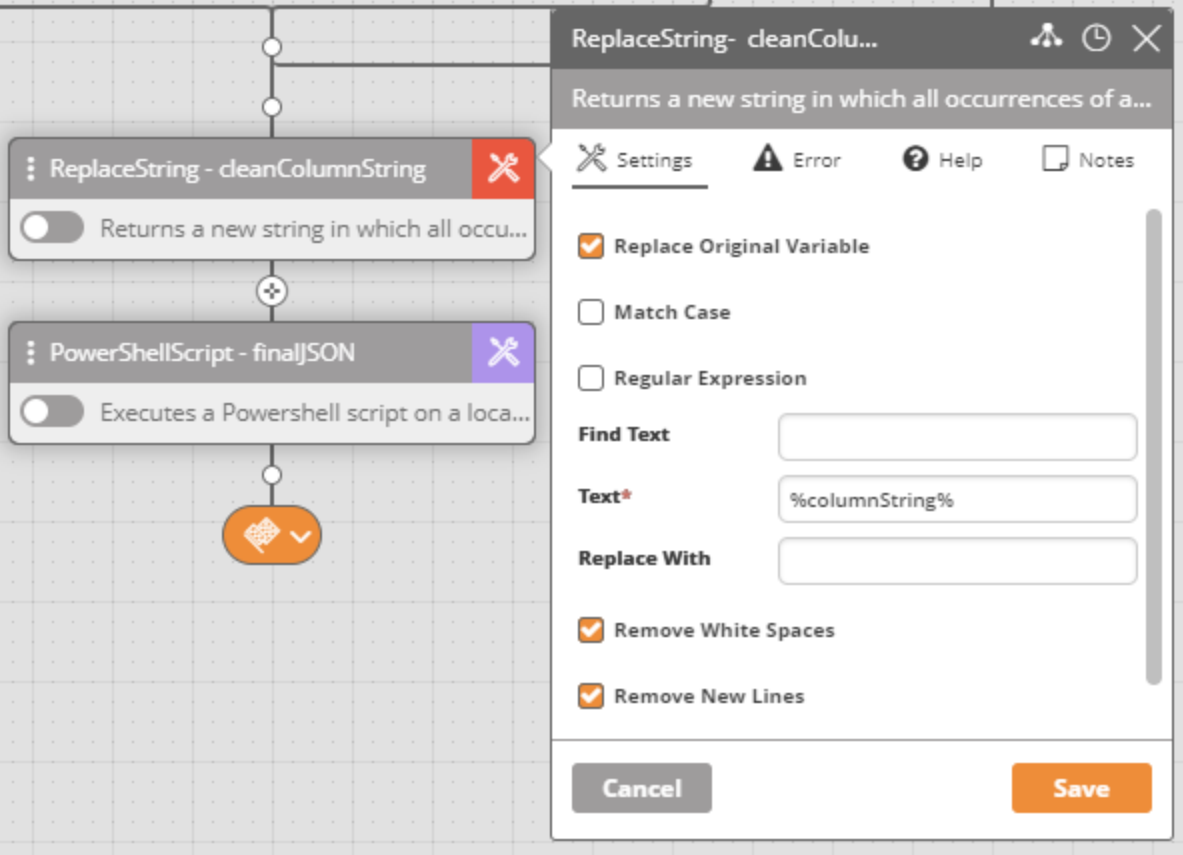 ReplaceString - cleanColumnString
Returns a new string in which all occu...
PowerShellScript - finalJSON
Executes a Powershell script on a loca...
ReplaceString- cleanColu...
Returns a new string in which all occurrences of a...
Settings
Error
Help
Notes
Replace Original Variable
Match Case
Regular Expression
Find Text
Text* %columnString%
Replace With
Remove White Spaces
Remove New Lines
Cancel
Save